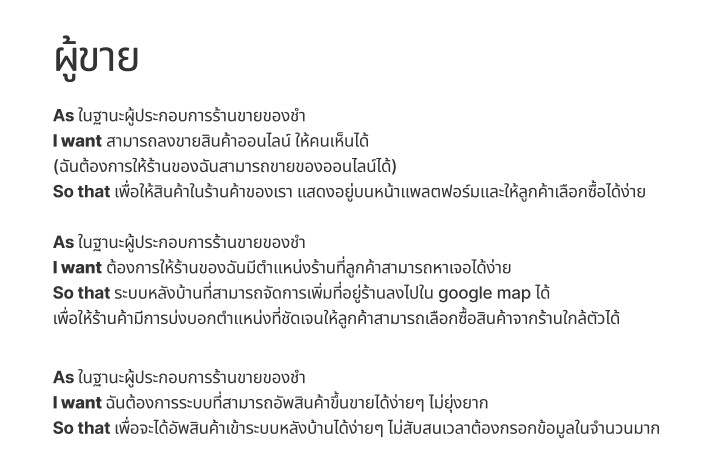 ผู้ขาย
As ในฐานะผู้ประกอบการร้านขายของชำ
I want สามารถลงขายสินค้าออนไลน์ ให้คนเห็นได้
(ฉันต้องการให้ร้านของฉันสามารถขายของออนไลน์ได้)
So that เพื่อให้สินค้าในร้านค้าของเรา แสดงอยู่บนหน้าแพลตฟอร์มและให้ลูกค้าเลือกซื้อได้ง่าย
As ในฐานะผู้ประกอบการร้านขายของชำ
I want ต้องการให้ร้านของฉันมีตำแหน่งร้านที่ลูกค้าสามารถหาเจอได้ง่าย
So that ระบบหลังบ้านที่สามารถจัดการเพิ่มที่อยู่ร้านลงไปใน google map ได้
เพื่อให้ร้านค้ามีการบ่งบอกตำแหน่งที่ชัดเจนให้ลูกค้าสามารถเลือกซื้อสินค้าจากร้านใกล้ตัวได้
As ในฐานะผู้ประกอบการร้านขายของชำ
I want ฉันต้องการระบบที่สามารถอัพสินค้าขึ้นขายได้ง่ายๆ ไม่ยุ่งยาก
So that เพื่อจะได้อัพสินค้าเข้าระบบหลังบ้านได้ง่ายๆ ไม่สับสนเวลาต้องกรอกข้อมูลในจำนวนมาก